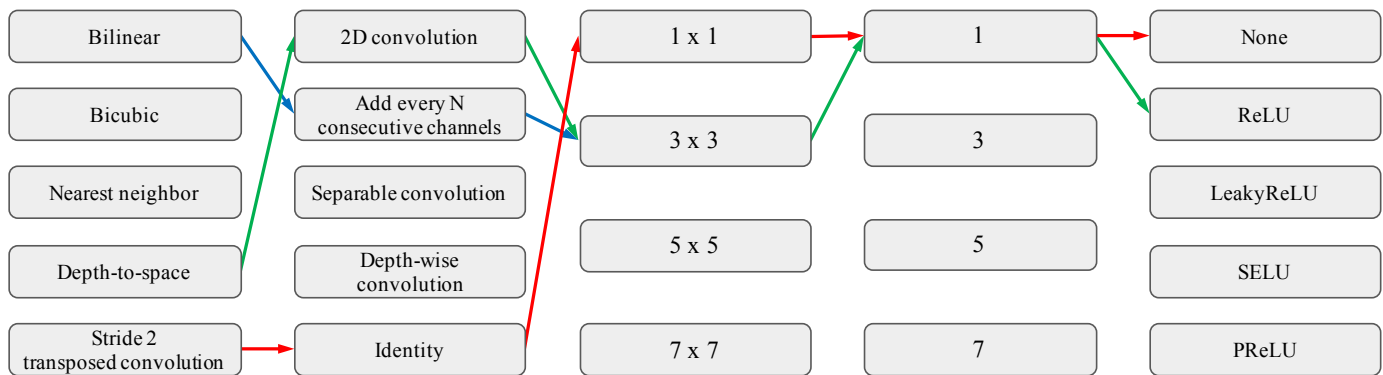 Bilinear
Bicubic
Nearest neighbor
Depth-to-space
Stride 2
transposed convolution
2D convolution
Add every N
consecutive channels
Separable convolution
Depth-wise
convolution
Identity
1 x 1
3 x 3
5 x 5
7 x 7
1
3
5
7
None
ReLU
LeakyReLU
SELU
PReLU